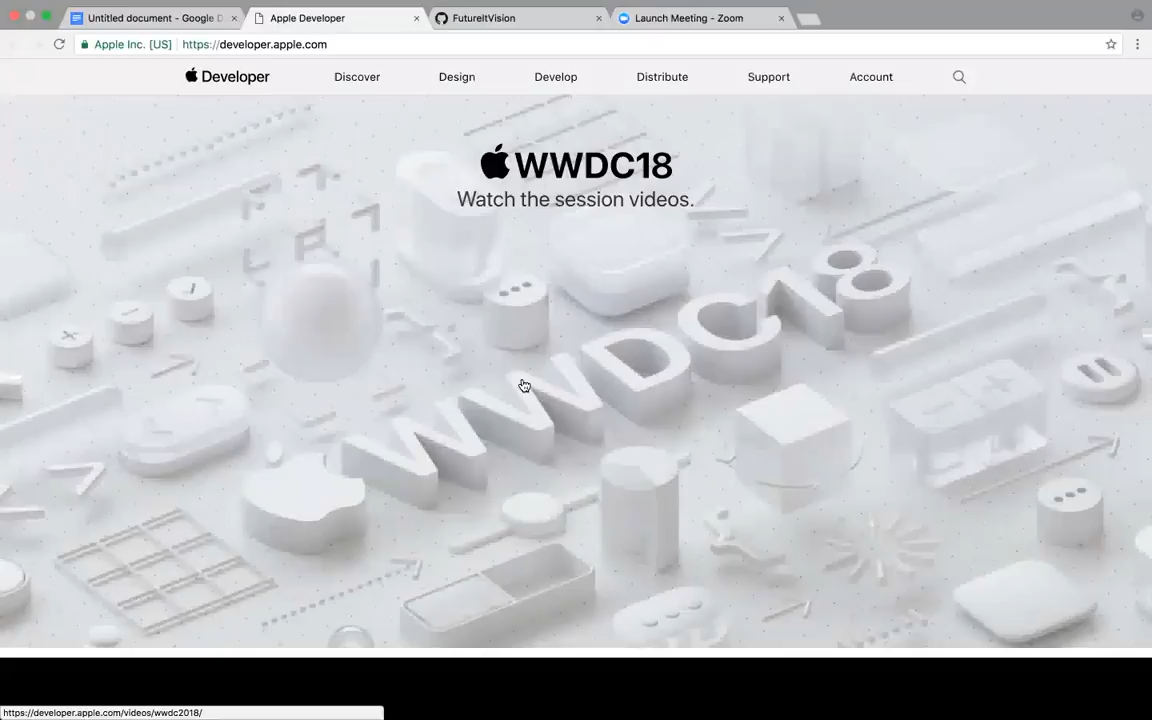 Untitled document - Google D
Apple Developer
FutureItVision
Launch Meeting - Zoom
Apple Inc. [US]
https://developer.apple.com
Developer
Discover
Design
Develop
Distribute
Support
Account
WWDC18
Watch the session videos.
WWDC18
https://developer.apple.com/videos/wwdc2018/